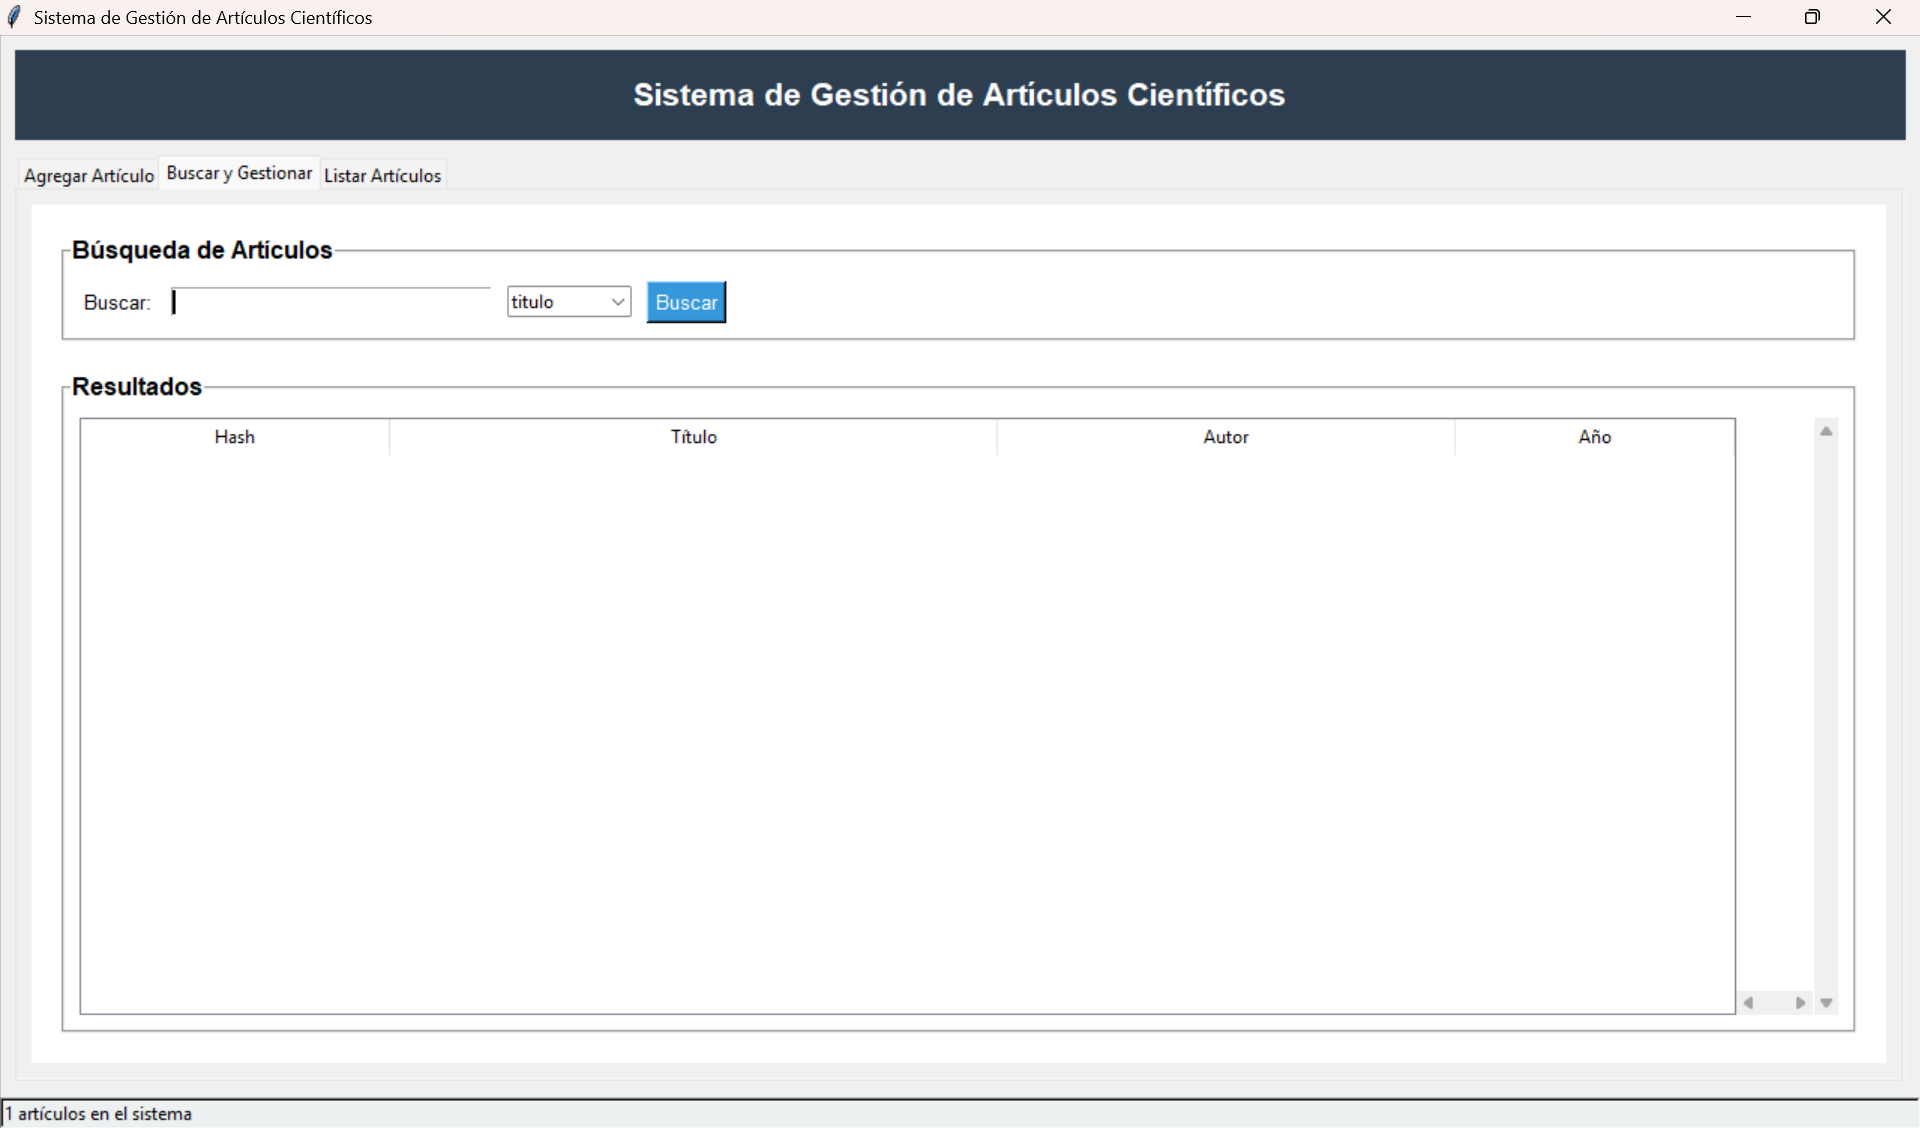 Sistema de Gestión de Artículos Científicos
Sistema de Gestión de Artículos Científicos
Agregar Artículo Buscar y Gestionar Listar Artículos
Búsqueda de Artículos
Buscar: titulo Buscar
Resultados
Hash Título Autor Año
1 artículos en el sistema